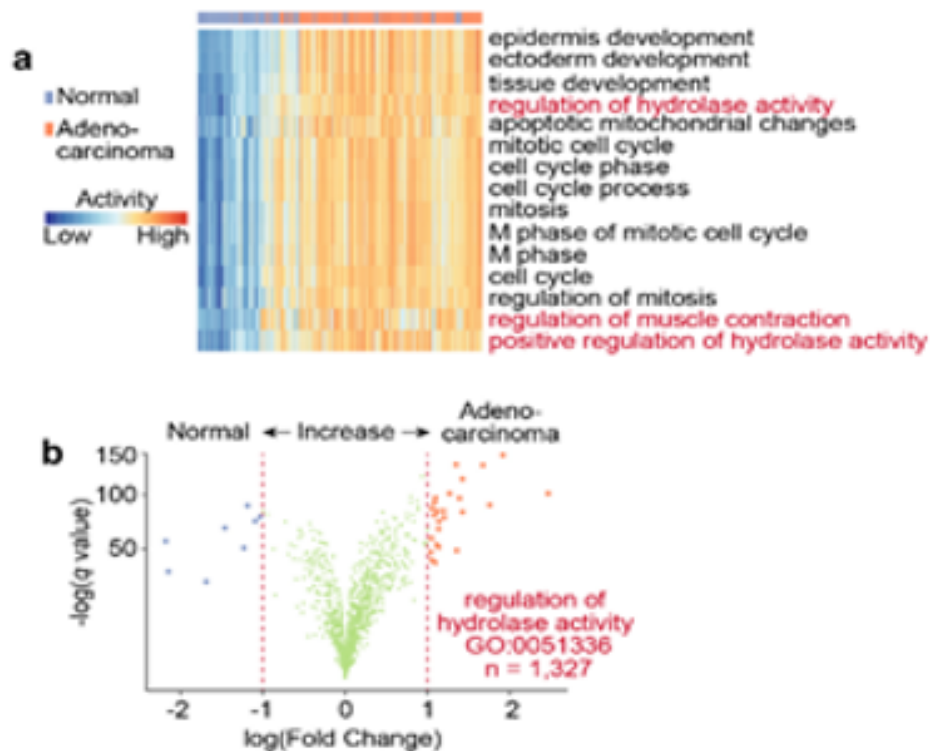 a
Normal
Adeno-
carcinoma
Activity
Low High
epidermis development
ectoderm development
tissue development
regulation of hydrolase activity
apoptotic mitochondrial changes
mitotic cell cycle
cell cycle phase
cell cycle process
mitosis
M phase of mitotic cell cycle
M phase
cell cycle
regulation of mitosis
regulation of muscle contraction
positive regulation of hydrolase activity
b
Normal ← Increase → Adeno-
carcinoma
150
100
50
-log(q value)
regulation of
hydrolase activity
GO:0051336
n = 1,327
-2 -1 0 1 2
log(Fold Change)